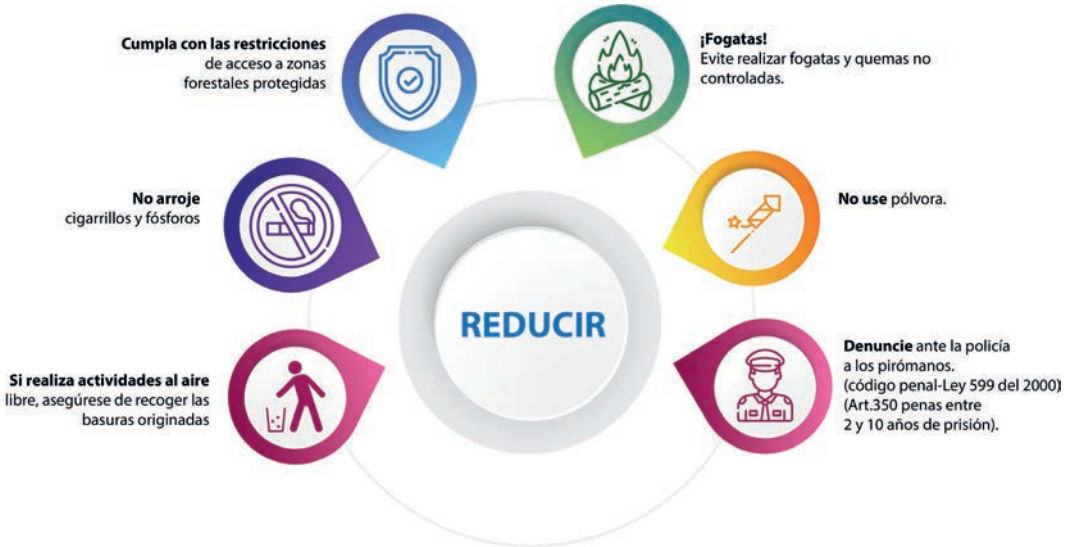 Cumpla con las restricciones
de acceso a zonas
forestales protegidas
¡Fogatas!
Evite realizar fogatas y quemas no
controladas.
No arroje
cigarrillos y fósforos
No use pólvora.
REDUCIR
Si realiza actividades al aire
libre, asegúrese de recoger las
basuras originadas
Denuncie ante la policía
a los pirómanos.
(código penal-Ley 599 del 2000)
(Art.350 penas entre
2 y 10 años de prisión).